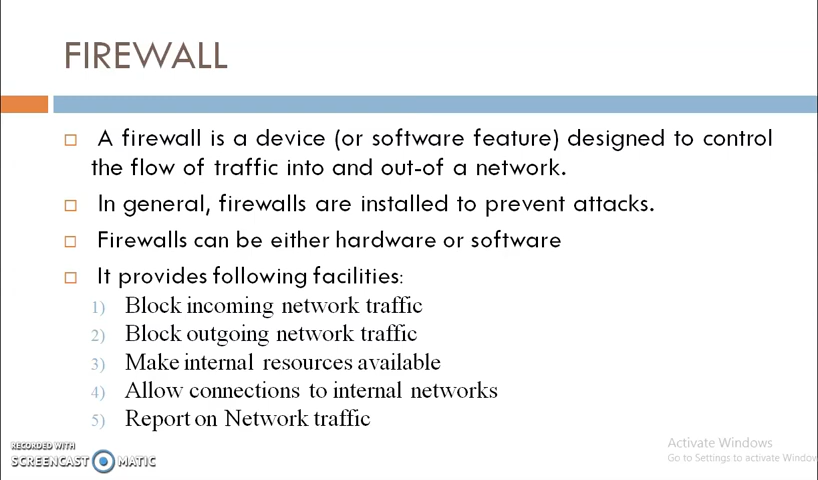 FIREWALL
A firewall is a device (or software feature) designed to control
the flow of traffic into and out-of a network.
In general, firewalls are installed to prevent attacks.
Firewalls can be either hardware or software
It provides following facilities:
1) Block incoming network traffic
2) Block outgoing network traffic
3) Make internal resources available
4) Allow connections to internal networks
5) Report on Network traffic
RECORDED WITH
SCREENCAST MATIC
Activate Windows
Go to Settings to activate Window